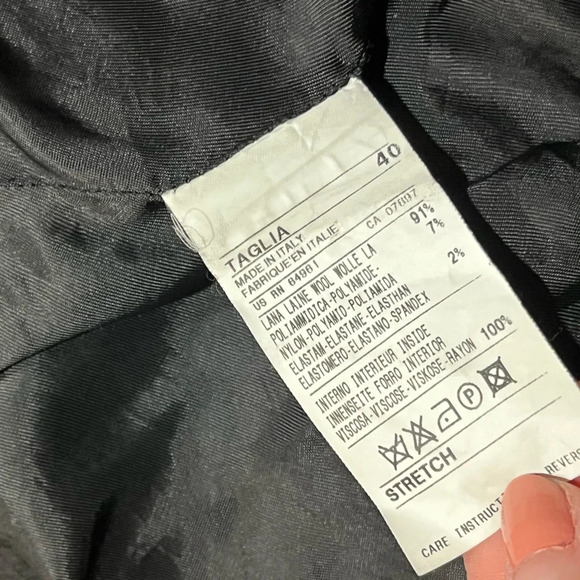 TAGLIA 40
MADE IN ITALY
FABRIQUE'EN ITALIE'
US RN 64961 CA 07697
LANA LAINE WOOL WOLLE LA 91%
POLIAMMIDICA-POLYAMIDE- 7%
NYLON-POLYAMID-POLIAMIDA
ELASTAN-ELASTANE-ELASTHAN 2%
ELASTOMERO-ELASTANO-SPANDEX
INTERNO INTERIEUR INSIDE
INNENSEITE FORRO INTERIOR
VISCOSA-VISCOSE-VISKOSE-RAYON 100%
P
STRETCH
CARE INSTRUCT REVERS